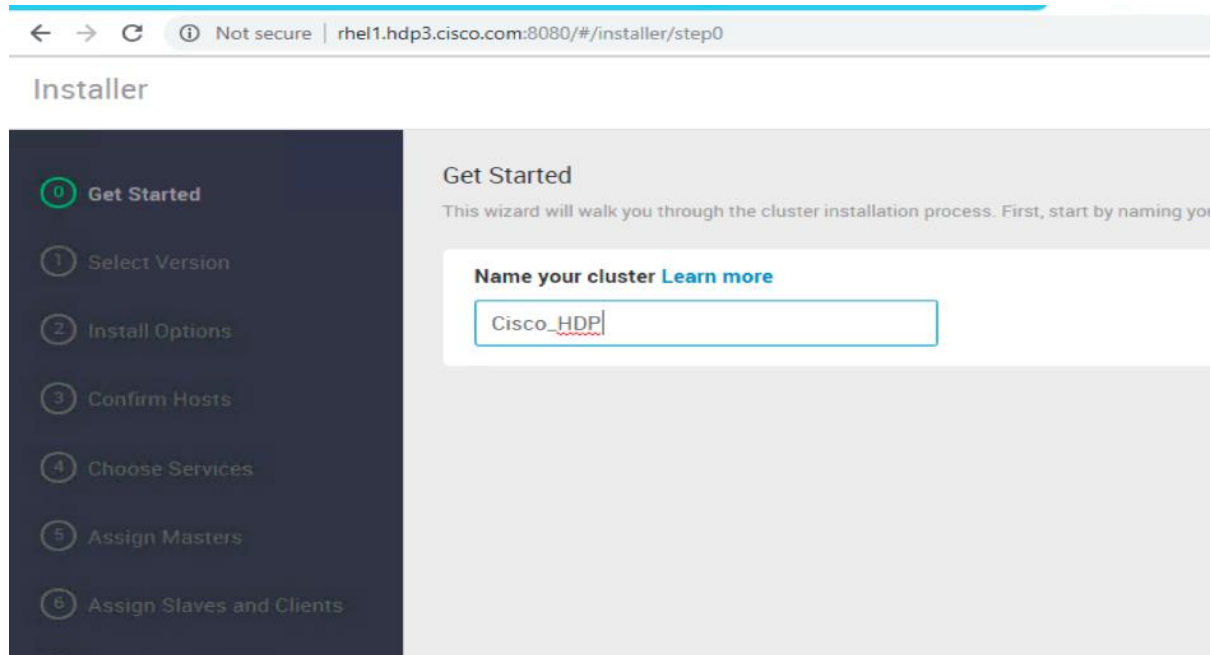 Not secure | rhel1.hdp3.cisco.com:8080/#/installer/step0
Installer
0 Get Started
1 Select Version
2 Install Options
3 Confirm Hosts
4 Choose Services
5 Assign Masters
6 Assign Slaves and Clients
Get Started
This wizard will walk you through the cluster installation process. First, start by naming
Name your cluster Learn more
Cisco_HDP